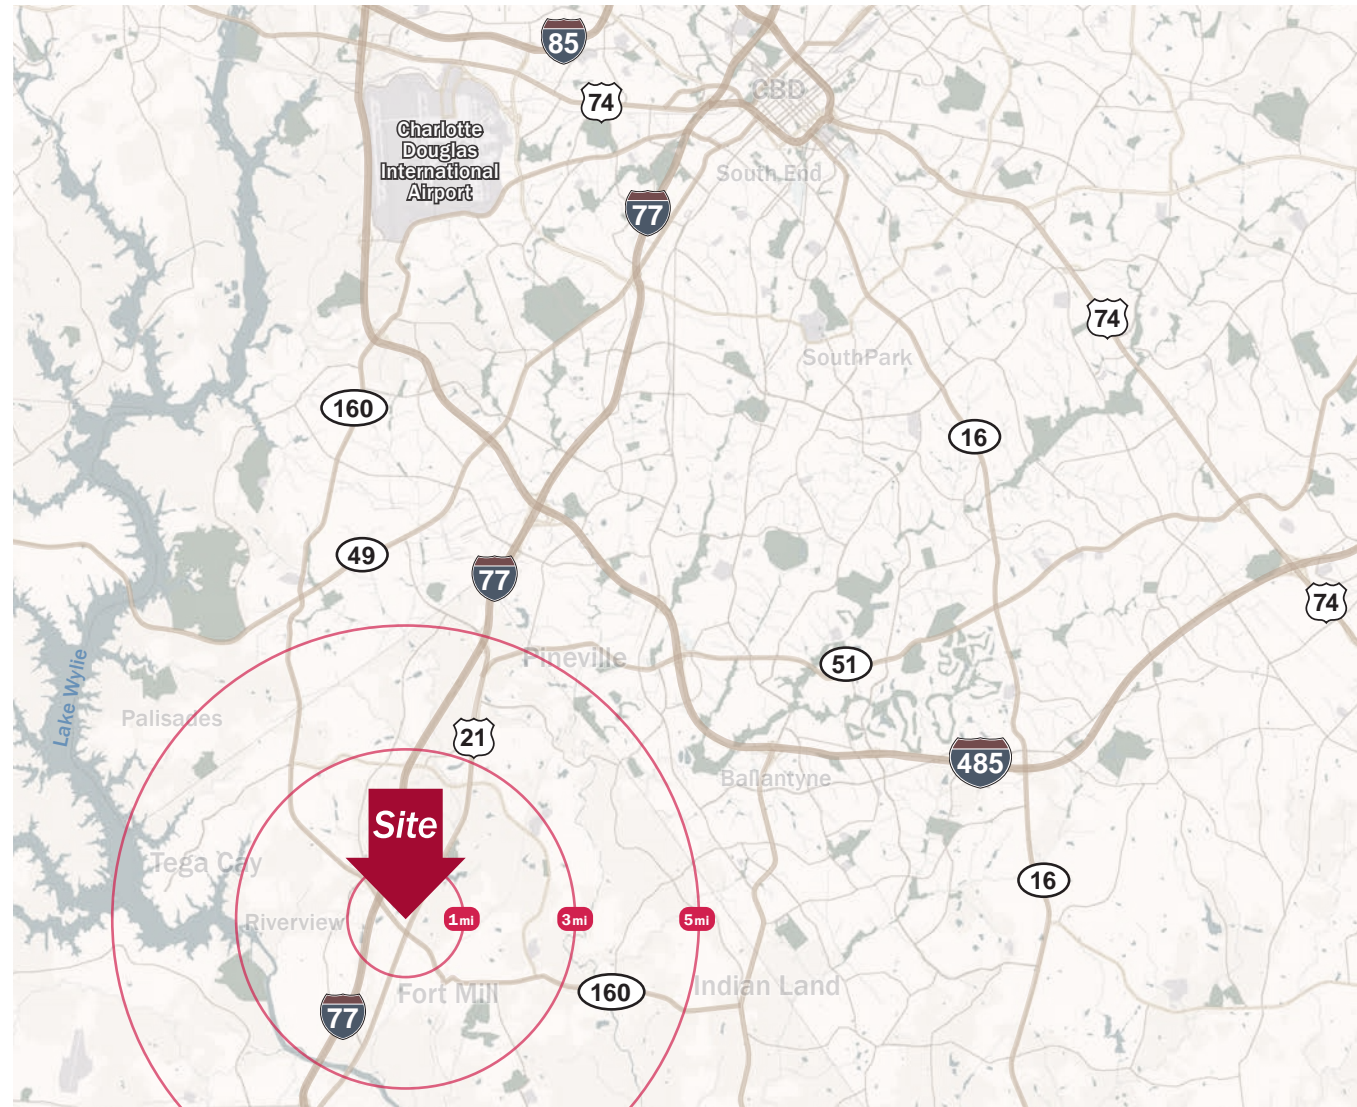 85
CBD
74
Charlotte
Douglas
International
Airport
South End
77
74
SouthPark
160
16
49
77
74
Pineville
51
Lake Wylie
Palisades
21
485
Ballantyne
Site
Tega Cay
16
Riverview
1mi
3mi
5mi
Indian Land
Fort Mill
160
77